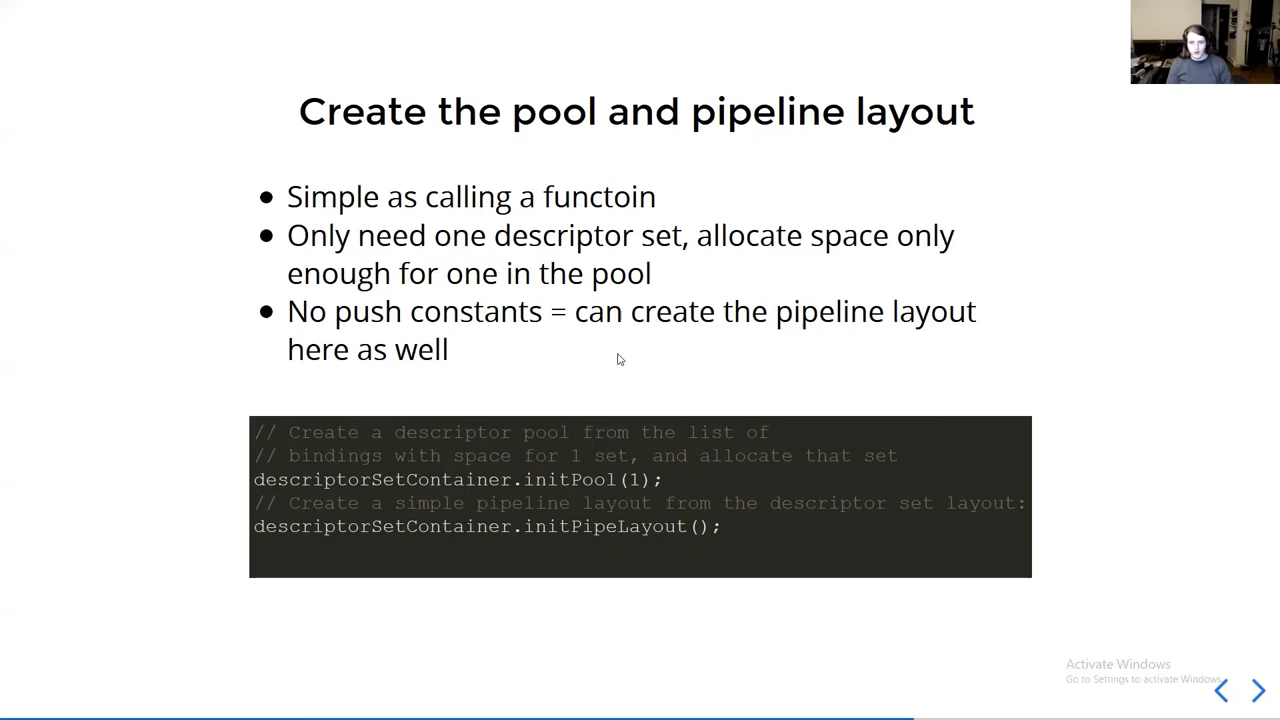 Create the pool and pipeline layout
● Simple as calling a functoin
● Only need one descriptor set, allocate space only
enough for one in the pool
● No push constants = can create the pipeline layout
here as well
// Create a descriptor pool from the list of
// bindings with space for 1 set, and allocate that set
descriptorSetContainer.initPool(1);
// Create a simple pipeline layout from the descriptor set layout:
descriptorSetContainer.initPipeLayout();
Activate Windows
Go to Settings to activate Windows.